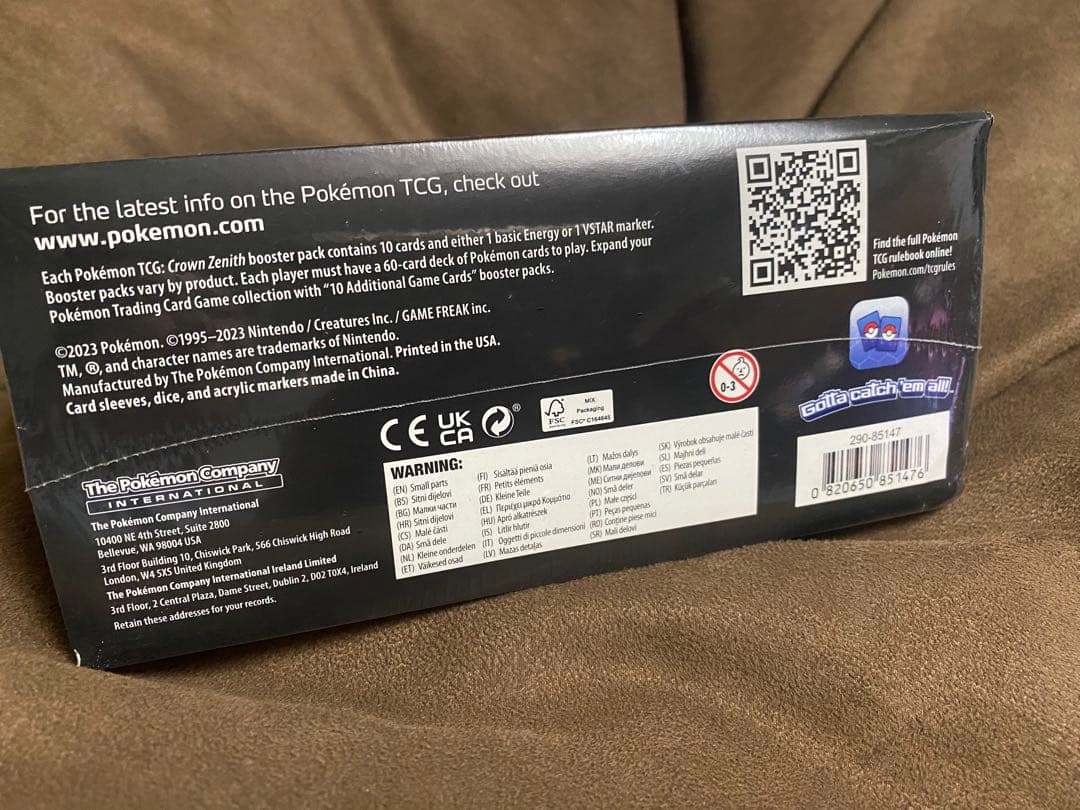 For the latest info on the Pokémon TCG, check out
www.pokemon.com
Each Pokémon TCG: Crown Zenith booster pack contains 10 cards and either 1 basic Energy or 1 VSTAR marker.
Booster packs vary by product. Each player must have a 60-card deck of Pokémon cards to play. Expand your
Pokémon Trading Card Game collection with “10 Additional Game Cards” booster packs.
©2023 Pokémon. ©1995–2023 Nintendo / Creatures Inc. / GAME FREAK inc.
TM, ®, and character names are trademarks of Nintendo.
Manufactured by The Pokémon Company International. Printed in the USA.
Card sleeves, dice, and acrylic markers made in China.
Find the full Pokémon
TCG rulebook online!
Pokemon.com/tcgrules
Gotta catch 'em all!
The Pokémon Company
INTERNATIONAL
The Pokémon Company International
10400 NE 4th Street, Suite 2800
Bellevue, WA 98004 USA
3rd Floor Building 10, Chiswick Park, 566 Chiswick High Road
London, W4 5XS United Kingdom
The Pokémon Company International Ireland Limited
3rd Floor, 2 Central Plaza, Dame Street, Dublin 2, D02 T0X4, Ireland
Retain these addresses for your records.
CE
UK
CA
®
FSC
MIX
Packaging
FSC® C164645
0-3
WARNING:
(EN) Small parts
(BS) Sitni dijelovi
(BG) Малки части
(HR) Sitni dijelovi
(CS) Malé části
(DA) Små dele
(NL) Kleine onderdelen
(ET) Väikesed osad
(FI) Sisältää pieniä osia
(FR) Petits éléments
(DE) Kleine Teile
(EL) Περιέχει μικρά Κομμάτια
(HU) Apró alkatrészek
(IS) Litlir hlutir
(IT) Oggetti di piccole dimensioni
(LV) Mazas detaļas
(LT) Mažos dalys
(MK) Мали делови
(ME) Ситни дијелови
(NO) Små deler
(PL) Małe części
(PT) Peças pequenas
(RO) Conține piese mici
(SR) Mali delovi
(SK) Výrobok obsahuje malé časti
(SL) Majhni deli
(ES) Piezas pequeñas
(SV) Små delar
(TR) Küçük parçaları
290-85147
0 820650 851476